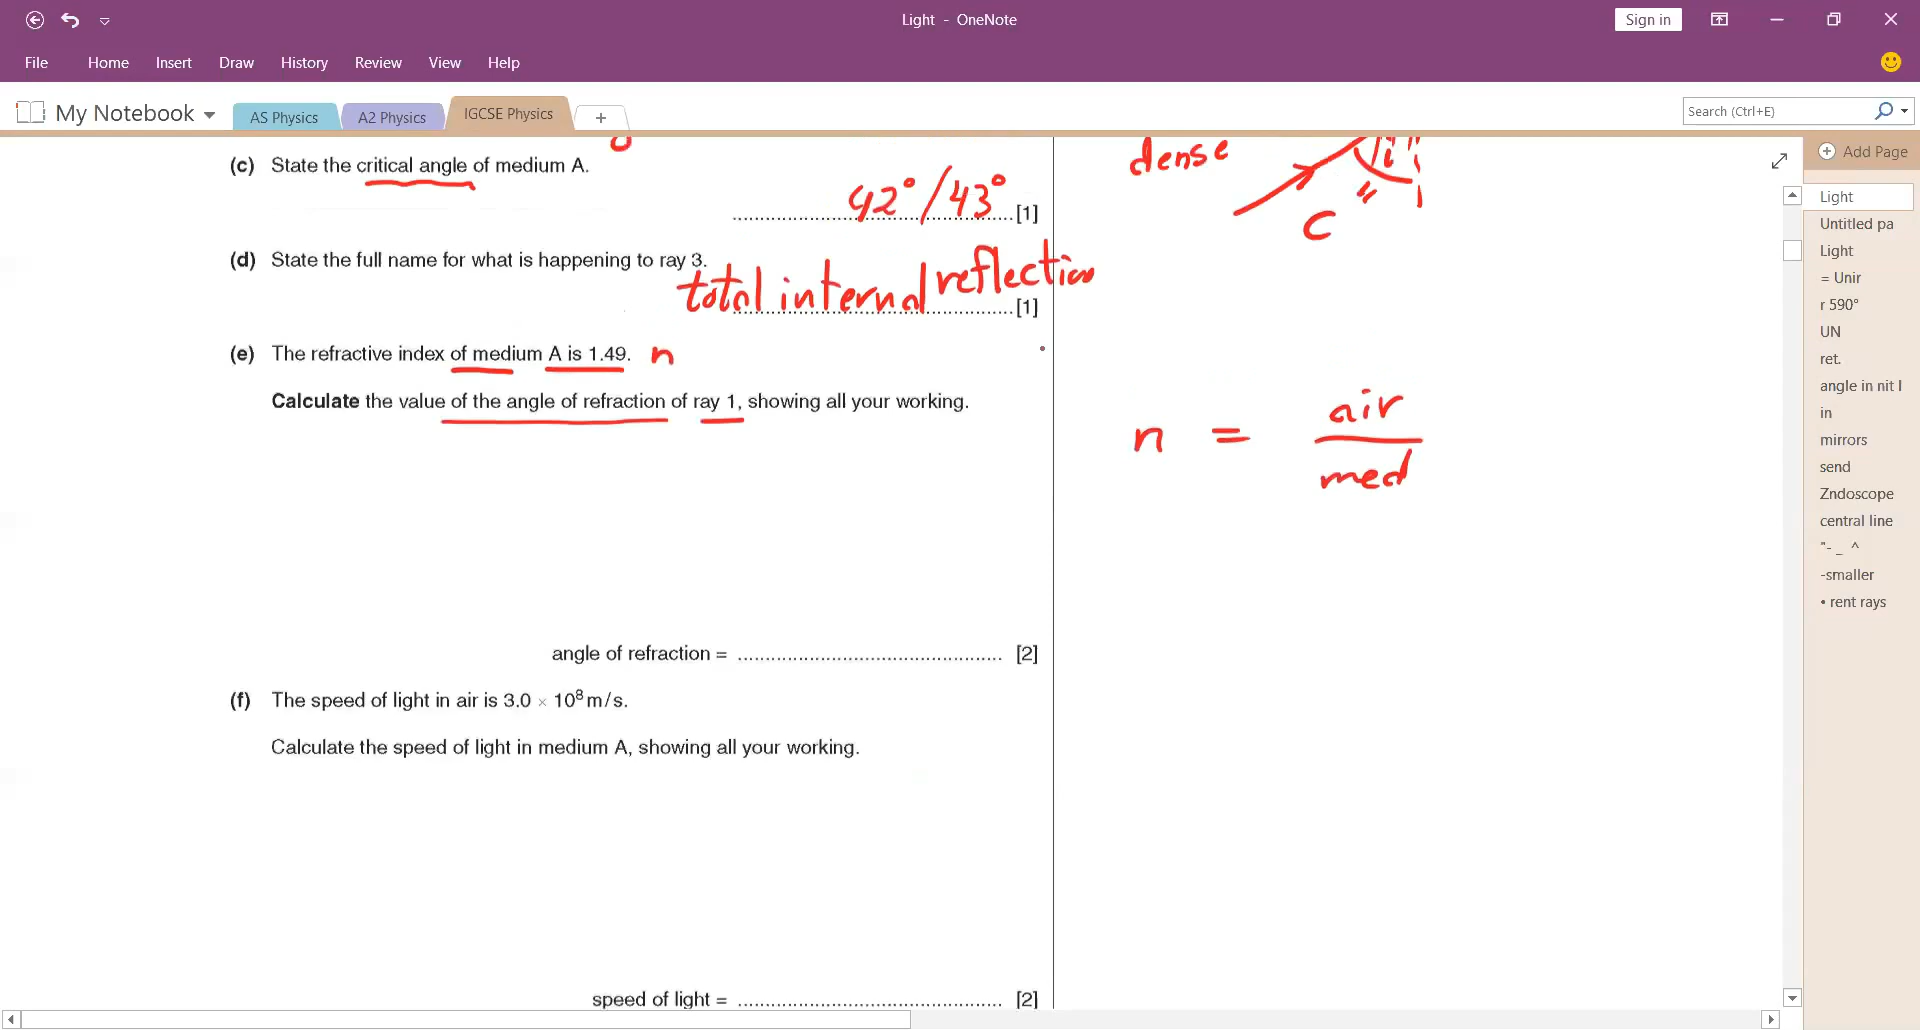 Light - OneNote
Sign in
File Home Insert Draw History Review View Help
My Notebook
AS Physics A2 Physics IGCSE Physics +
Search (Ctrl+E)
Add Page
Light
Untitled pa
Light
= Unir
r 590°
UN
ret.
angle in nit I
in
mirrors
send
Zndoscope
central line
"- _ ^
-smaller
• rent rays
(c) State the critical angle of medium A.
42°/43°
[1]
(d) State the full name for what is happening to ray 3.
total internal reflection
[1]
(e) The refractive index of medium A is 1.49. n
Calculate the value of the angle of refraction of ray 1, showing all your working.
angle of refraction = ................................................ [2]
(f) The speed of light in air is 3.0 × 10⁸ m/s.
Calculate the speed of light in medium A, showing all your working.
speed of light = ................................................ [2]
dense
i
c
n = air
med